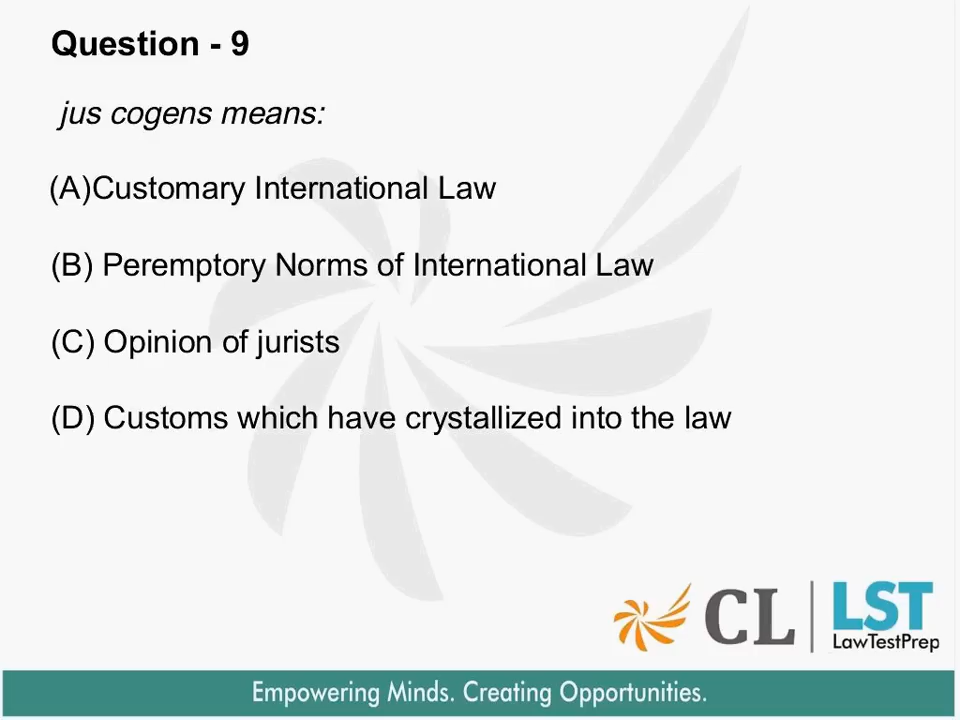 Question - 9
jus cogens means:
(A)Customary International Law
(B) Peremptory Norms of International Law
(C) Opinion of jurists
(D) Customs which have crystallized into the law
CL | LST
LawTestPrep
Empowering Minds. Creating Opportunities.